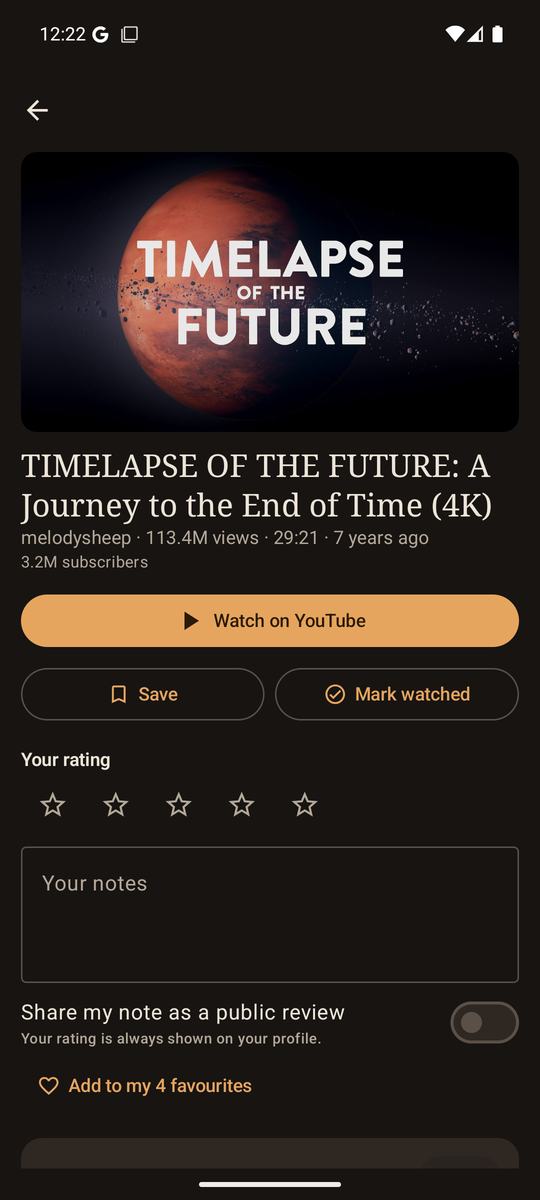 12:22 G
TIMELAPSE
OF THE
FUTURE
TIMELAPSE OF THE FUTURE: A
Journey to the End of Time (4K)
melodysheep · 113.4M views · 29:21 · 7 years ago
3.2M subscribers
Watch on YouTube
Save
Mark watched
Your rating
Your notes
Share my note as a public review
Your rating is always shown on your profile.
Add to my 4 favourites